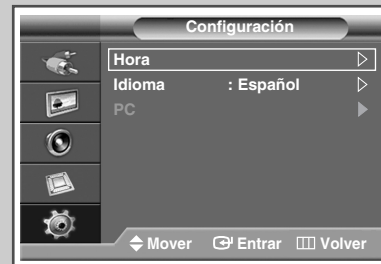 Configuración
Hora
Idioma : Español
PC
Mover Entrar Volver